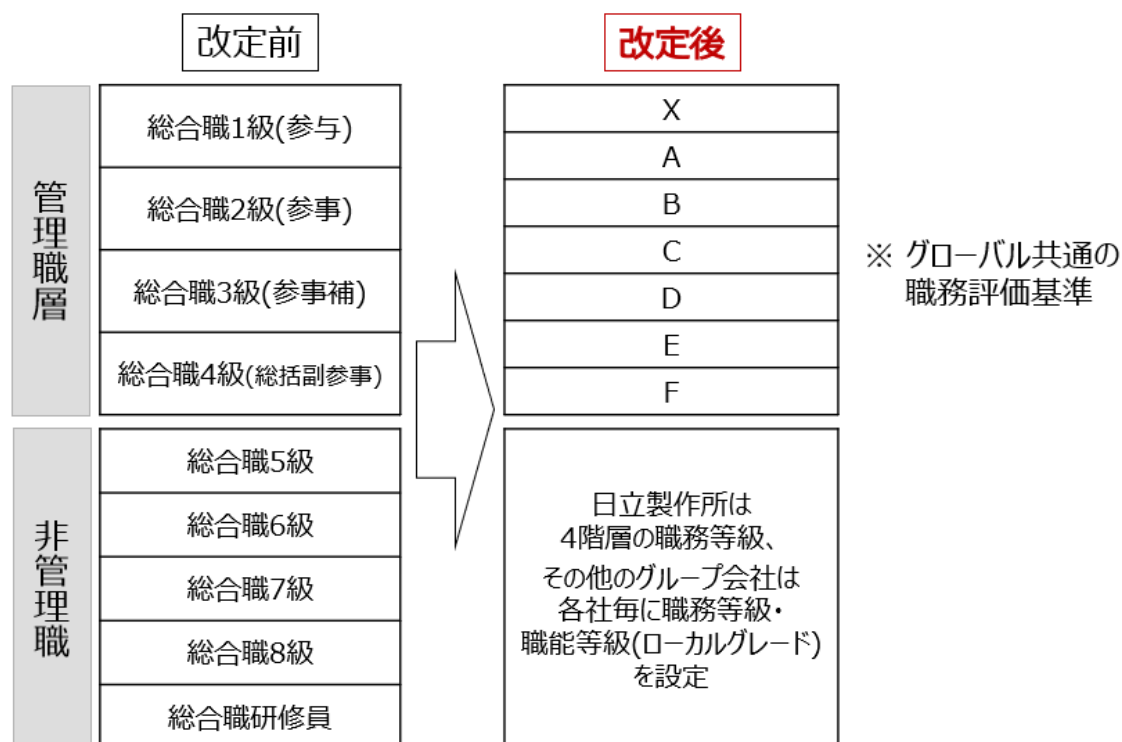 改定前
改定後
管理職層
総合職1級(参与)
総合職2級(参事)
総合職3級(参事補)
総合職4級(総括副参事)
非管理職
総合職5級
総合職6級
総合職7級
総合職8級
総合職研修員
X
A
B
C
D
E
F
※ グローバル共通の
職務評価基準
日立製作所は
4階層の職務等級、
その他のグループ会社は
各社毎に職務等級・
職能等級(ローカルグレード)
を設定